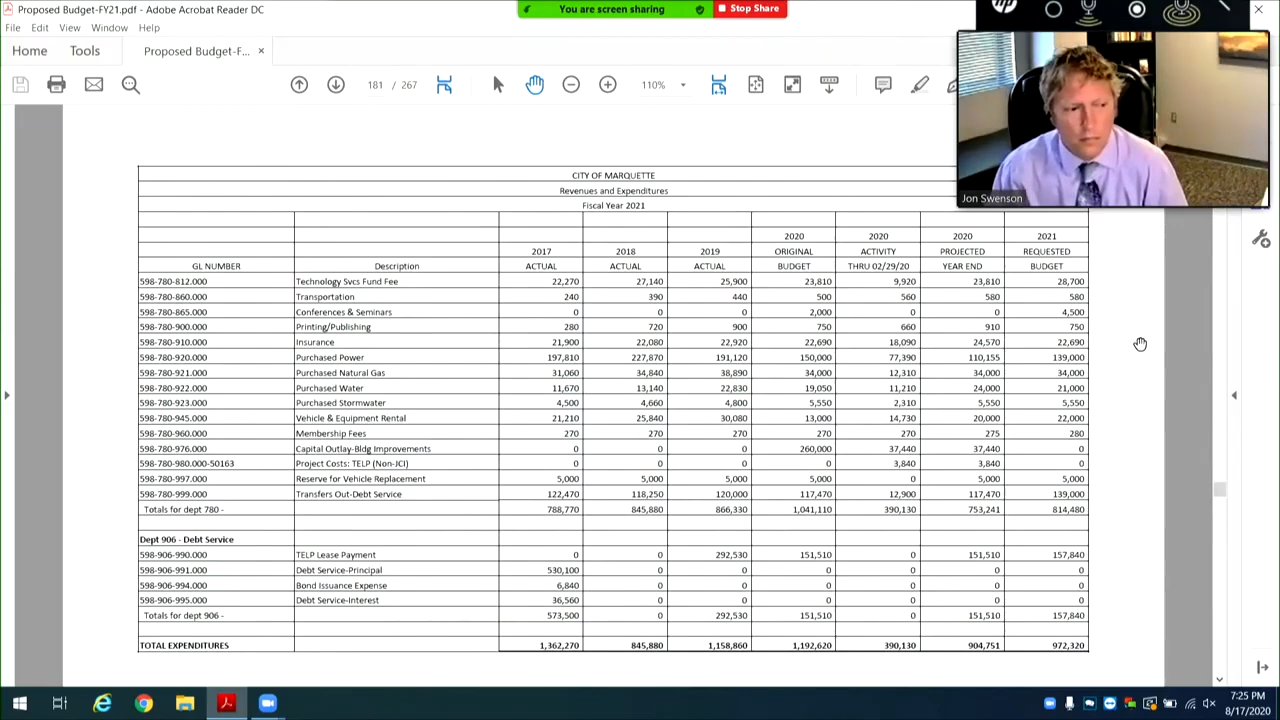 Proposed Budget-FY21.pdf - Adobe Acrobat Reader DC
You are screen sharing
Stop Share
File Edit View Window Help
Home Tools Proposed Budget-F... ×
181 / 267 110%
Jon Swenson
CITY OF MARQUETTE
Revenues and Expenditures
Fiscal Year 2021
2020 2020 2020 2021
2017 2018 2019 ORIGINAL ACTIVITY PROJECTED REQUESTED
GL NUMBER Description ACTUAL ACTUAL ACTUAL BUDGET THRU 02/29/20 YEAR END BUDGET
598-780-812.000 Technology Svcs Fund Fee 22,270 27,140 25,900 23,810 9,920 23,810 28,700
598-780-860.000 Transportation 240 390 440 500 560 580 580
598-780-865.000 Conferences & Seminars 0 0 0 2,000 0 0 4,500
598-780-900.000 Printing/Publishing 280 720 900 750 660 910 750
598-780-910.000 Insurance 21,900 22,080 22,920 22,690 18,090 24,570 22,690
598-780-920.000 Purchased Power 197,810 227,870 191,120 150,000 77,390 110,155 139,000
598-780-921.000 Purchased Natural Gas 31,060 34,840 38,890 34,000 12,310 34,000 34,000
598-780-922.000 Purchased Water 11,670 13,140 22,830 19,050 11,210 24,000 21,000
598-780-923.000 Purchased Stormwater 4,500 4,660 4,800 5,550 2,310 5,550 5,550
598-780-945.000 Vehicle & Equipment Rental 21,210 25,840 30,080 13,000 14,730 20,000 22,000
598-780-960.000 Membership Fees 270 270 270 270 270 275 280
598-780-976.000 Capital Outlay-Bldg Improvements 0 0 0 260,000 37,440 37,440 0
598-780-980.000-50163 Project Costs: TELP (Non-JCI) 0 0 0 0 3,840 3,840 0
598-780-997.000 Reserve for Vehicle Replacement 5,000 5,000 5,000 5,000 0 5,000 5,000
598-780-999.000 Transfers Out-Debt Service 122,470 118,250 120,000 117,470 12,900 117,470 139,000
Totals for dept 780 - 788,770 845,880 866,330 1,041,110 390,130 753,241 814,480
Dept 906 - Debt Service
598-906-990.000 TELP Lease Payment 0 0 292,530 151,510 0 151,510 157,840
598-906-991.000 Debt Service-Principal 530,100 0 0 0 0 0 0
598-906-994.000 Bond Issuance Expense 6,840 0 0 0 0 0 0
598-906-995.000 Debt Service-Interest 36,560 0 0 0 0 0 0
Totals for dept 906 - 573,500 0 292,530 151,510 0 151,510 157,840
TOTAL EXPENDITURES 1,362,270 845,880 1,158,860 1,192,620 390,130 904,751 972,320
7:25 PM
8/17/2020